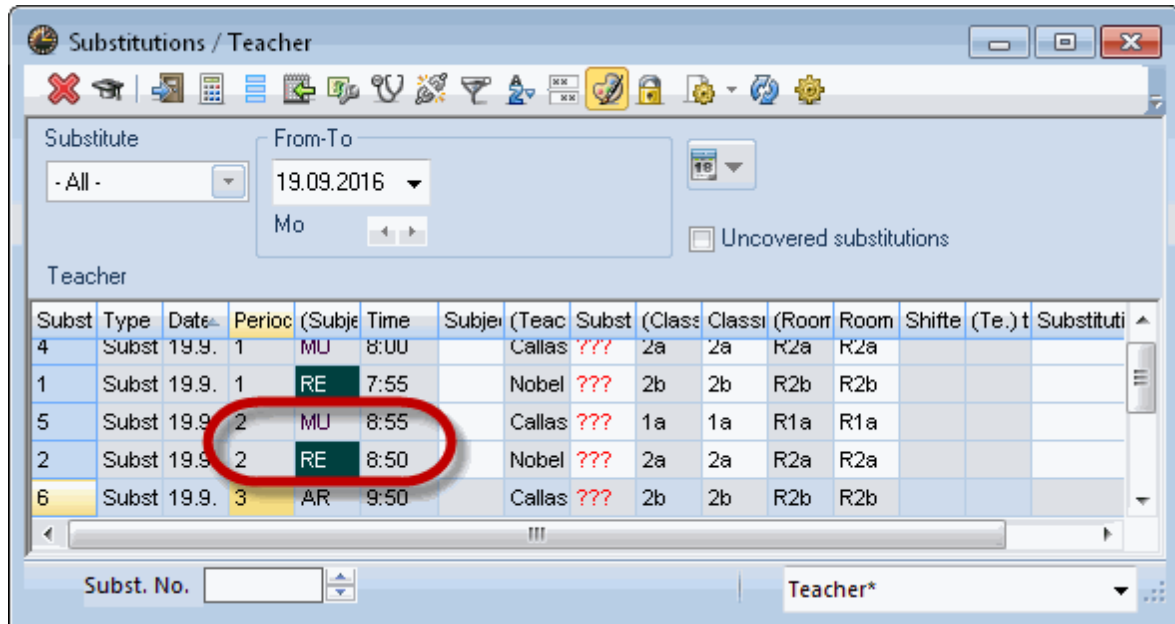 Substitutions / Teacher
Substitute From-To
- All - 19.09.2016 18
Mo
Uncovered substitutions
Teacher
Subst Type Date Perioc (Subje Time Subje (Teac Subst (Class Classı (Room Room Shifte (Te.) t Substituti
4 Subst 19.9. 1 MU 8:00 Callas ??? 2a 2a R2a R2a
1 Subst 19.9. 1 RE 7:55 Nobel ??? 2b 2b R2b R2b
5 Subst 19.9 2 MU 8:55 Callas ??? 1a 1a R1a R1a
2 Subst 19.9 2 RE 8:50 Nobel ??? 2a 2a R2a R2a
6 Subst 19.9. 3 AR 9:50 Callas ??? 2b 2b R2b R2b
Subst. No. Teacher*